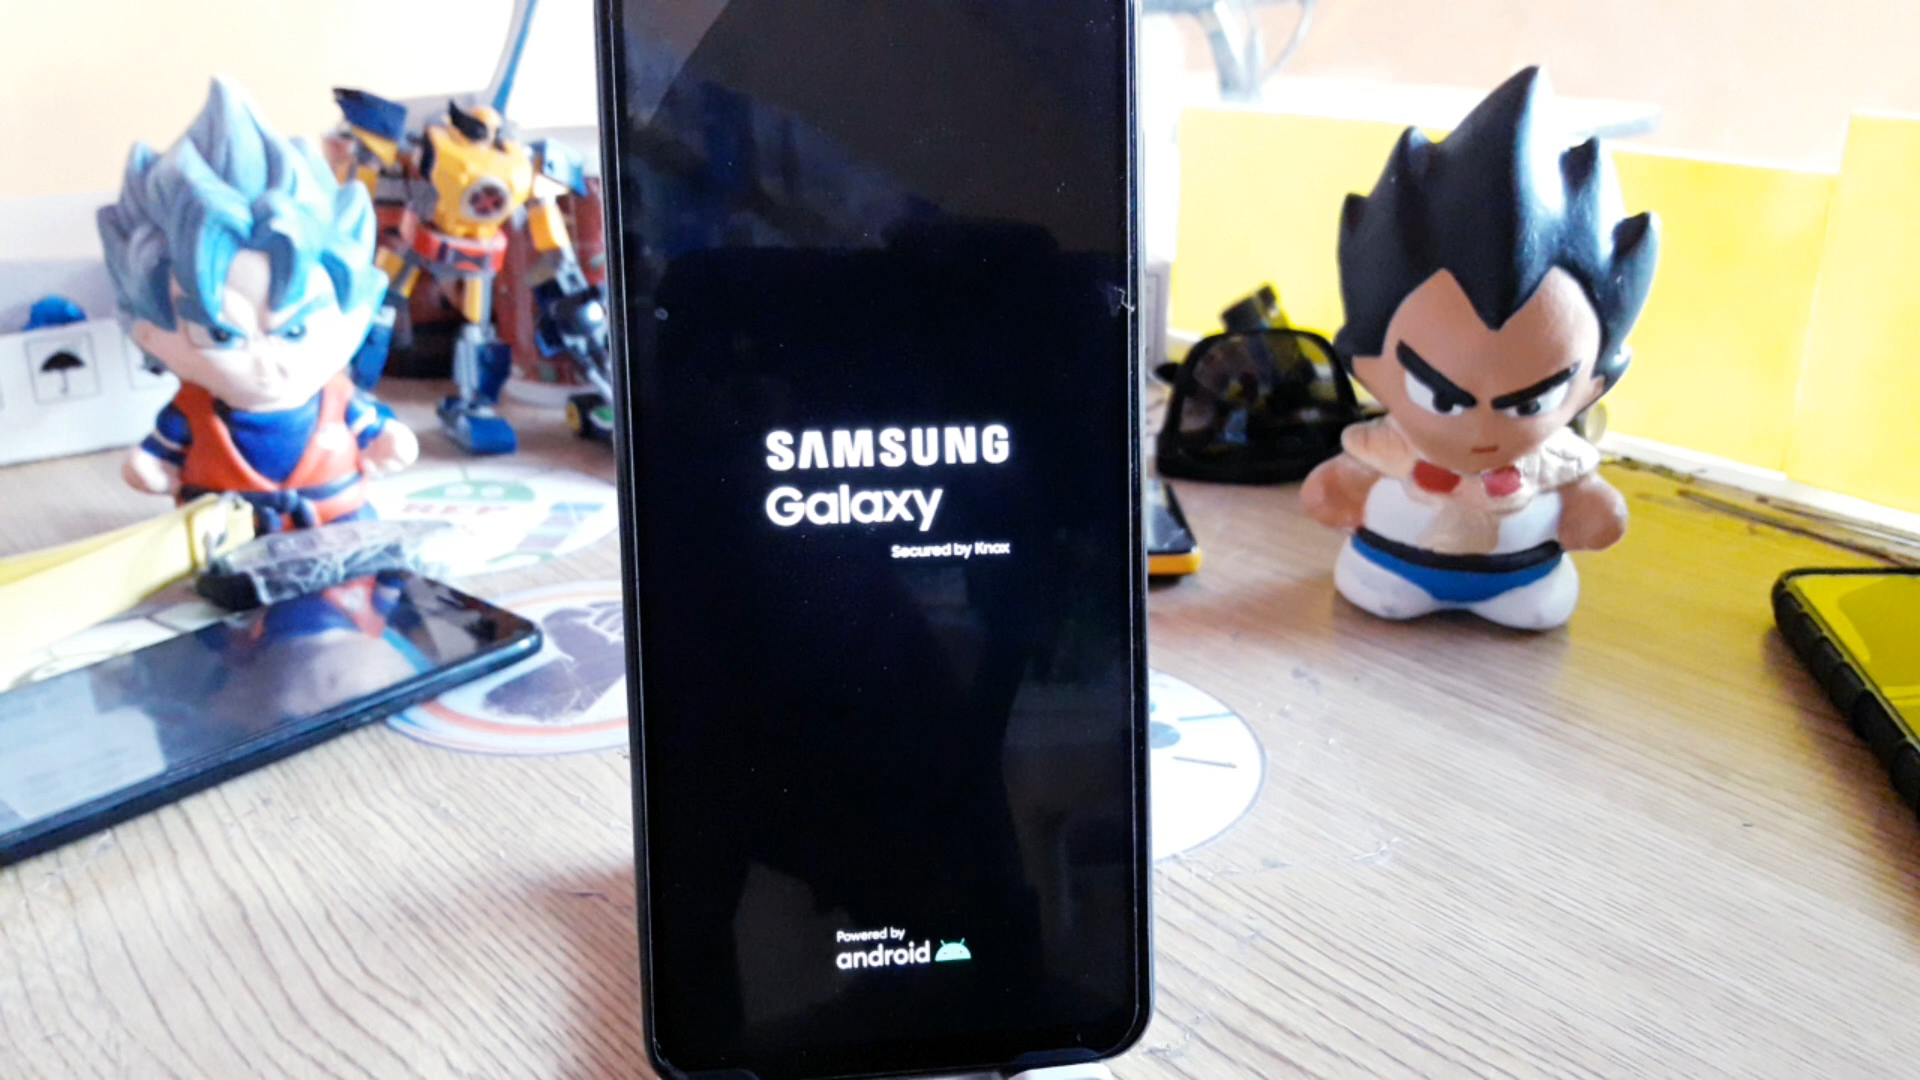 SAMSUNG
Galaxy
Secured by Knox
Powered by
android